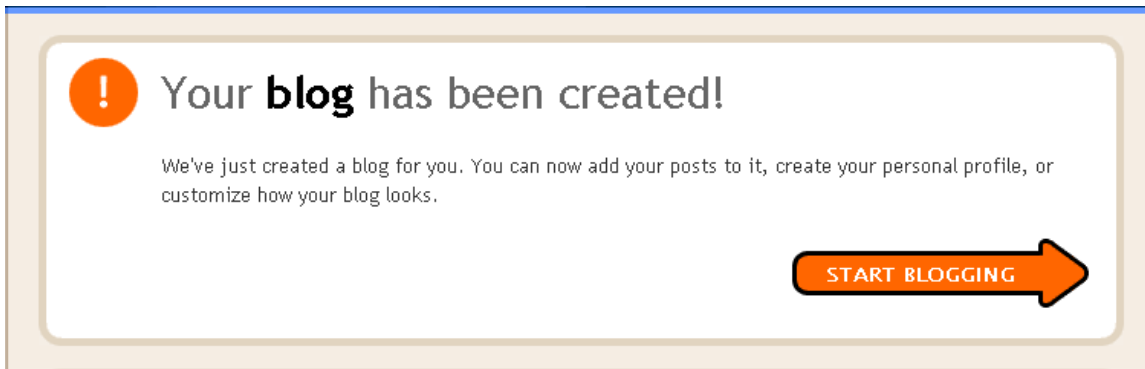 !
Your blog has been created!
We've just created a blog for you. You can now add your posts to it, create your personal profile, or
customize how your blog looks.
START BLOGGING